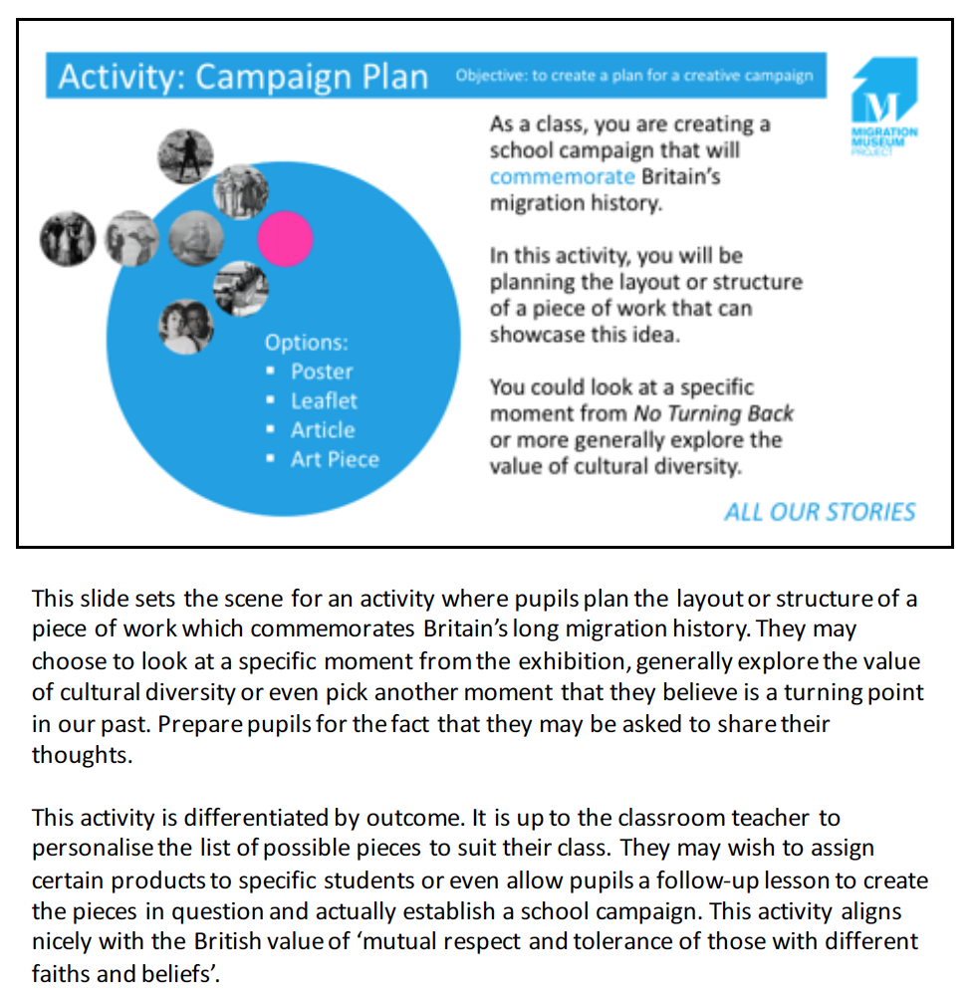 Activity: Campaign Plan
Objective: to create a plan for a creative campaign
M
MIGRATION
MUSEUM
PROJECT
As a class, you are creating a
school campaign that will
commemorate Britain's
migration history.
In this activity, you will be
planning the layout or structure
of a piece of work that can
showcase this idea.
You could look at a specific
moment from No Turning Back
or more generally explore the
value of cultural diversity.
Options:
▪ Poster
▪ Leaflet
▪ Article
▪ Art Piece
ALL OUR STORIES
This slide sets the scene for an activity where pupils plan the layout or structure of a
piece of work which commemorates Britain's long migration history. They may
choose to look at a specific moment from the exhibition, generally explore the value
of cultural diversity or even pick another moment that they believe is a turning point
in our past. Prepare pupils for the fact that they may be asked to share their
thoughts.
This activity is differentiated by outcome. It is up to the classroom teacher to
personalise the list of possible pieces to suit their class. They may wish to assign
certain products to specific students or even allow pupils a follow-up lesson to create
the pieces in question and actually establish a school campaign. This activity aligns
nicely with the British value of 'mutual respect and tolerance of those with different
faiths and beliefs'.